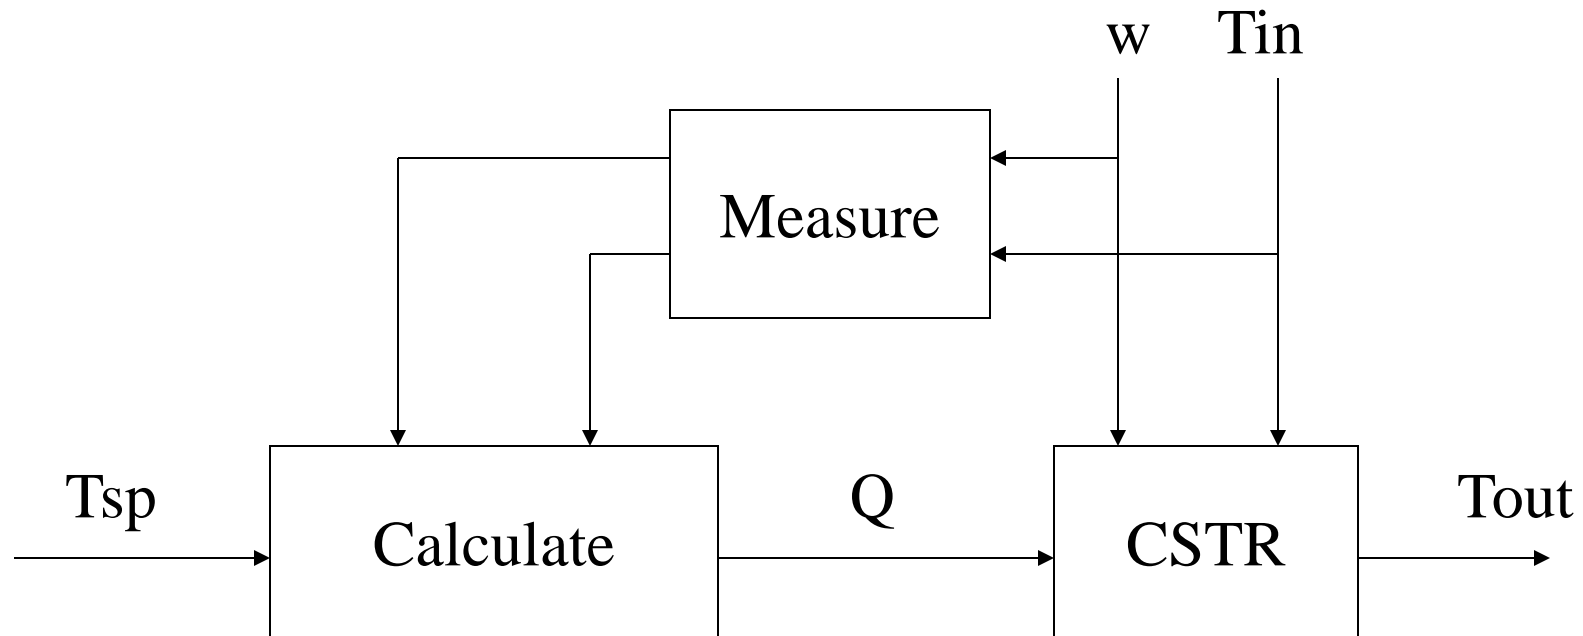 w Tin
Measure
Tsp
Q
Tout
Calculate
CSTR